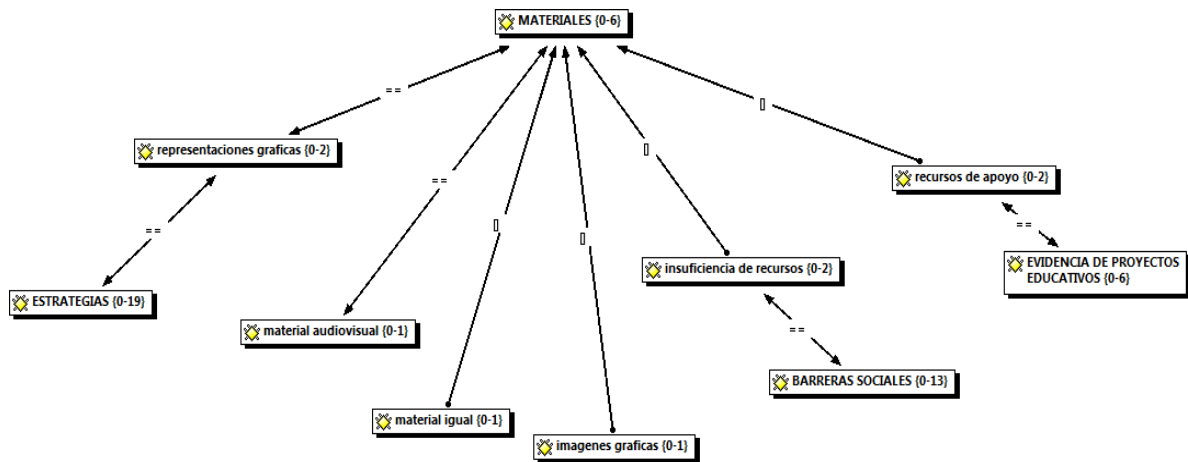 MATERIALES {0-6}
==
[]
representaciones graficas {0-2}
[]
recursos de apoyo {0-2}
==
==
[]
[]
==
insuficiencia de recursos {0-2}
EVIDENCIA DE PROYECTOS
EDUCATIVOS {0-6}
ESTRATEGIAS {0-19}
material audiovisual {0-1}
==
BARRERAS SOCIALES {0-13}
material igual {0-1}
imagenes graficas {0-1}